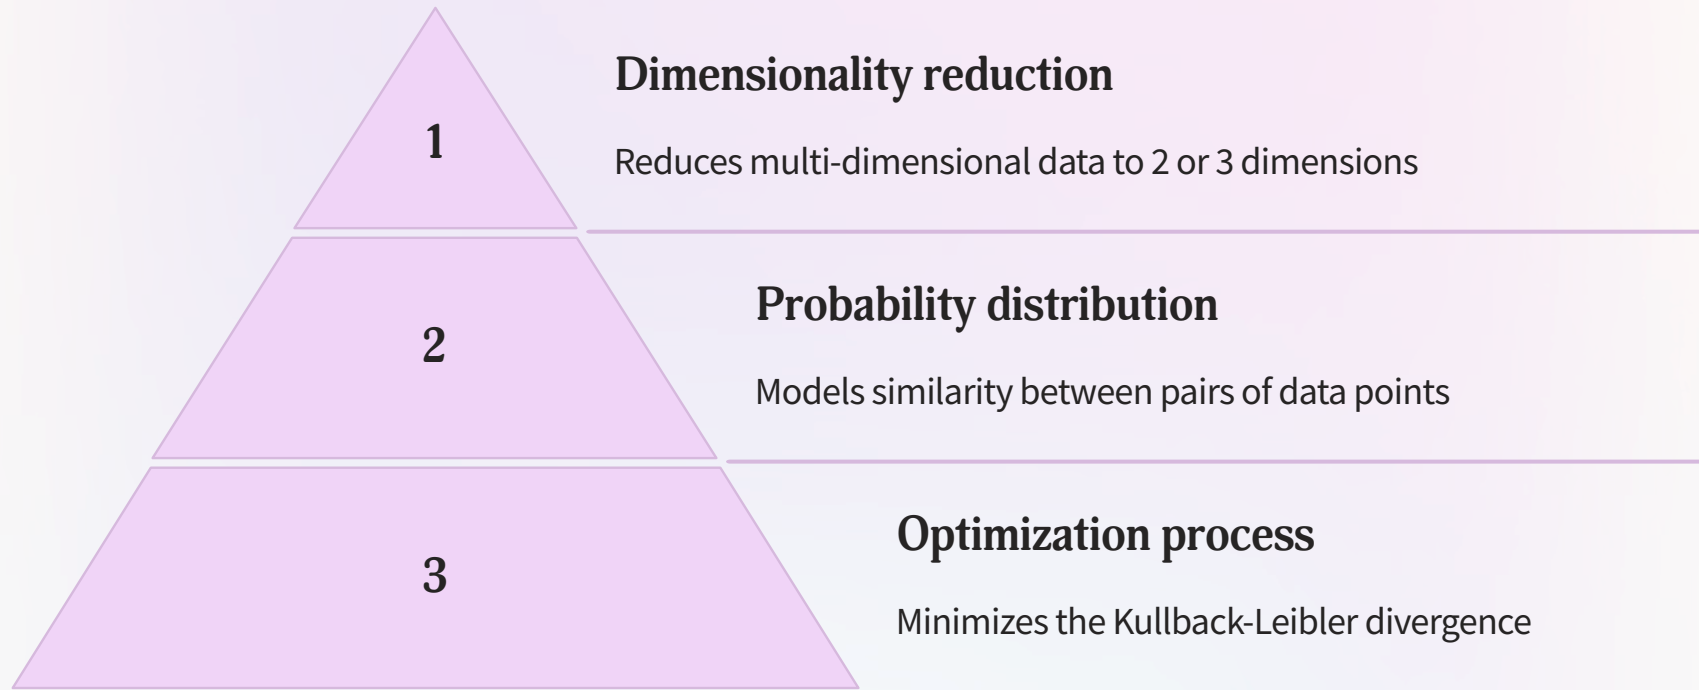 1
Dimensionality reduction
Reduces multi-dimensional data to 2 or 3 dimensions
2
Probability distribution
Models similarity between pairs of data points
3
Optimization process
Minimizes the Kullback-Leibler divergence